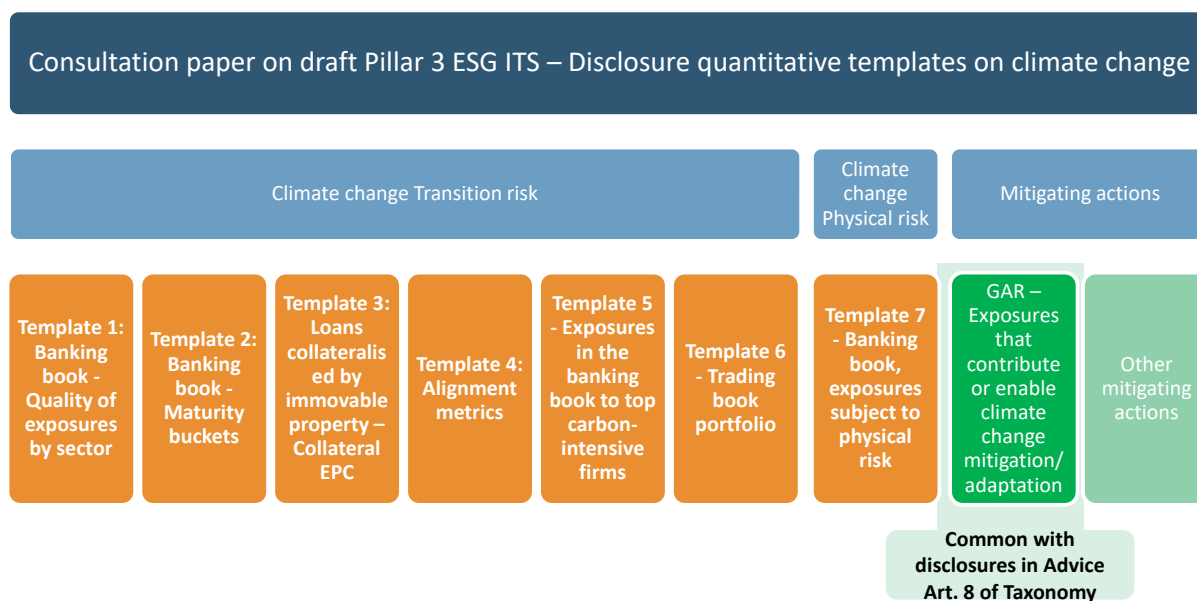 Consultation paper on draft Pillar 3 ESG ITS – Disclosure quantitative templates on climate change
Climate change Transition risk
Climate
change
Physical risk
Mitigating actions
Template 1:
Banking
book -
Quality of
exposures
by sector
Template 2:
Banking
book -
Maturity
buckets
Template 3:
Loans
collateralis
ed by
immovable
property –
Collateral
EPC
Template 4:
Alignment
metrics
Template 5
- Exposures
in the
banking
book to top
carbon-
intensive
firms
Template 6
- Trading
book
portfolio
Template 7
- Banking
book,
exposures
subject to
physical
risk
GAR –
Exposures
that
contribute
or enable
climate
change
mitigation/
adaptation
Other
mitigating
actions
Common with
disclosures in Advice
Art. 8 of Taxonomy